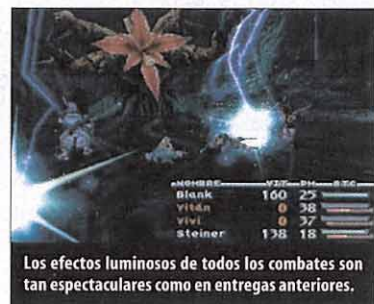 NOMBRE VIT PM BTC
Blank 160 25
Yitán 0 38
Vivi 0 37
Steiner 138 18
Los efectos luminosos de todos los combates son
tan espectaculares como en entregas anteriores.